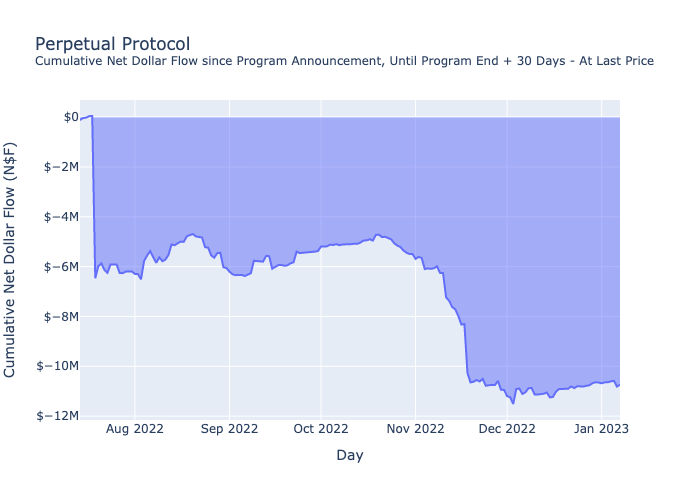 Perpetual Protocol
Cumulative Net Dollar Flow since Program Announcement, Until Program End + 30 Days - At Last Price
Cumulative Net Dollar Flow (N$F)
$0
$−2M
$−4M
$−6M
$−8M
$−10M
$−12M
Aug 2022
Sep 2022
Oct 2022
Nov 2022
Dec 2022
Jan 2023
Day